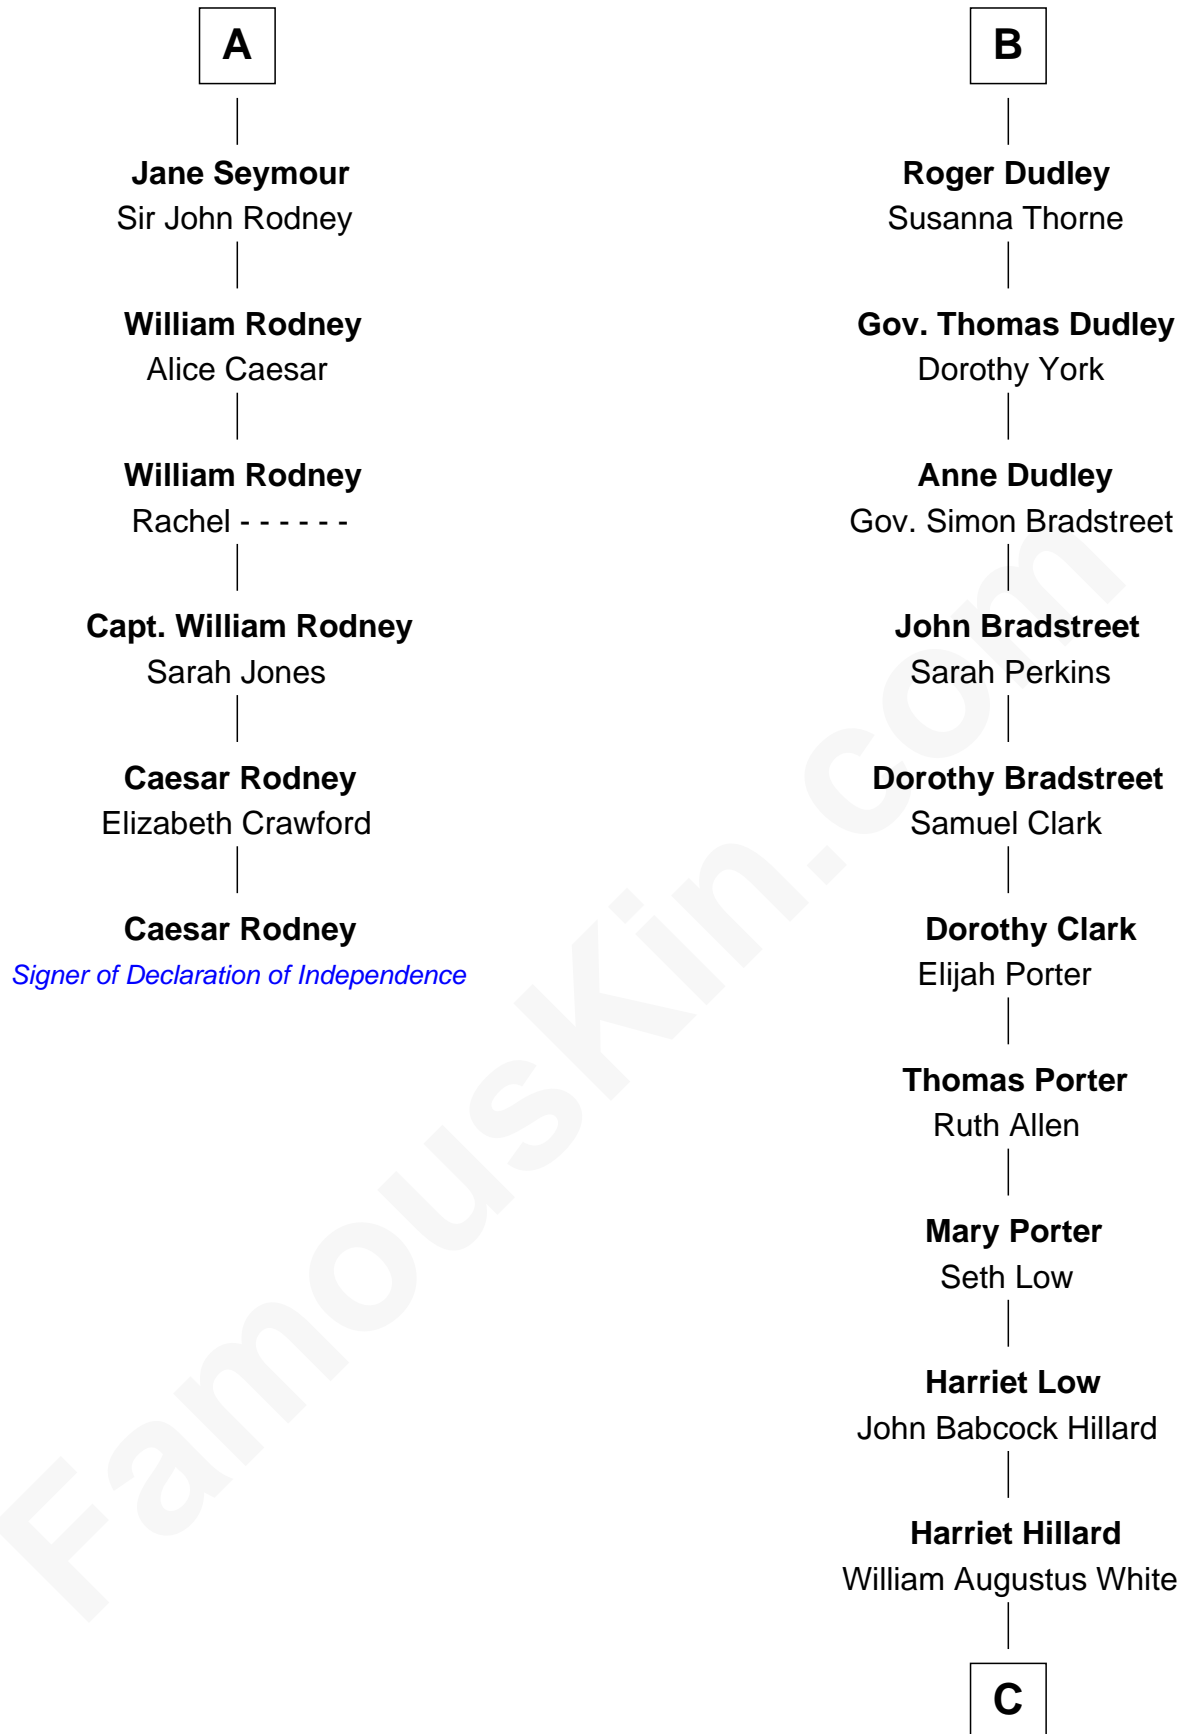 A
Jane Seymour
Sir John Rodney
William Rodney
Alice Caesar
William Rodney
Rachel - - - - - -
Capt. William Rodney
Sarah Jones
Caesar Rodney
Elizabeth Crawford
Caesar Rodney
Signer of Declaration of Independence
B
Roger Dudley
Susanna Thorne
Gov. Thomas Dudley
Dorothy York
Anne Dudley
Gov. Simon Bradstreet
John Bradstreet
Sarah Perkins
Dorothy Bradstreet
Samuel Clark
Dorothy Clark
Elijah Porter
Thomas Porter
Ruth Allen
Mary Porter
Seth Low
Harriet Low
John Babcock Hillard
Harriet Hillard
William Augustus White
C
FamousKin.com